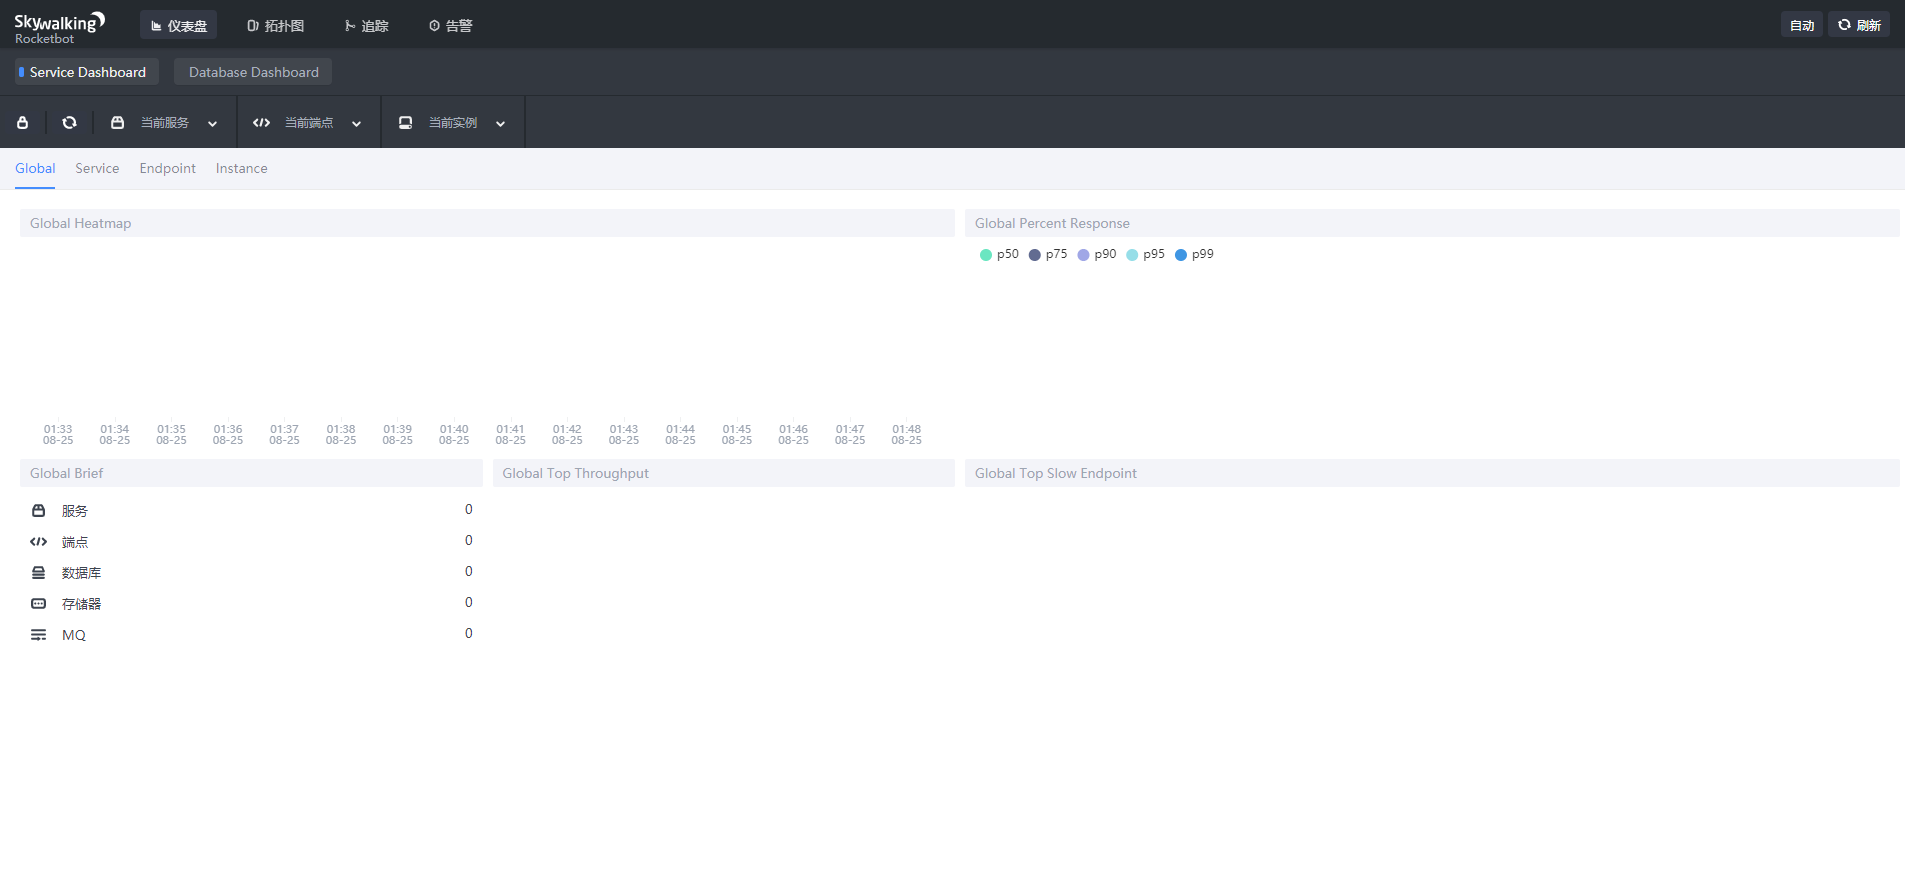 Skywalking
Rocketbot
仪表盘
拓扑图
追踪
告警
自动
刷新
Service Dashboard
Database Dashboard
当前服务
当前端点
当前实例
Global
Service
Endpoint
Instance
Global Heatmap
Global Percent Response
p50
p75
p90
p95
p99
01:33 01:34 01:35 01:36 01:37 01:38 01:39 01:40 01:41 01:42 01:43 01:44 01:45 01:46 01:47 01:48
08-25 08-25 08-25 08-25 08-25 08-25 08-25 08-25 08-25 08-25 08-25 08-25 08-25 08-25 08-25 08-25
Global Brief
Global Top Throughput
Global Top Slow Endpoint
服务 0
端点 0
数据库 0
存储器 0
MQ 0